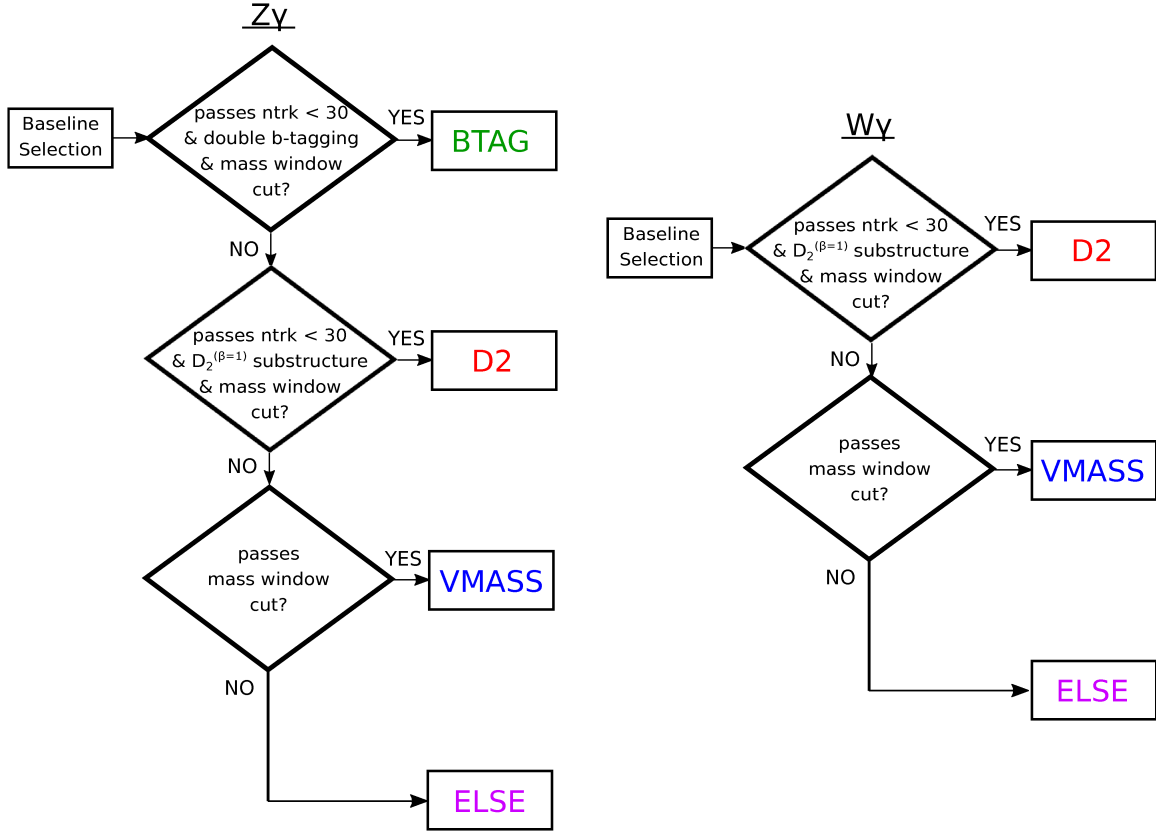 Zγ
Baseline
Selection
passes ntrk < 30
& double b-tagging
& mass window
cut?
YES
BTAG
NO
passes ntrk < 30
& D₂⁽ᵝ⁼¹⁾ substructure
& mass window
cut?
YES
D2
NO
passes
mass window
cut?
YES
VMASS
NO
ELSE
Wγ
Baseline
Selection
passes ntrk < 30
& D₂⁽ᵝ⁼¹⁾ substructure
& mass window
cut?
YES
D2
NO
passes
mass window
cut?
YES
VMASS
NO
ELSE